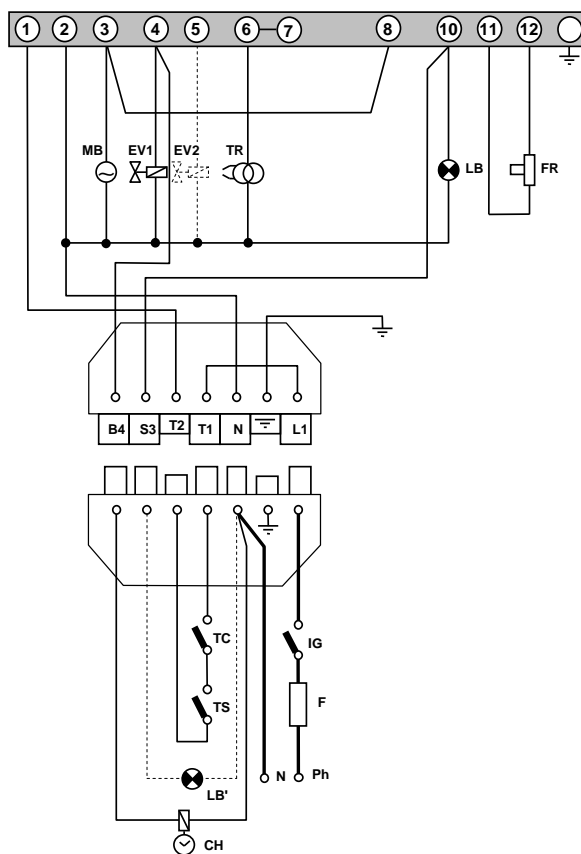 1 2 3 4 5 6 7 8 10 11 12
MB EV1 EV2 TR LB FR
B4 S3 T2 T1 N L1
TC IG
TS F
N Ph
LB'
CH